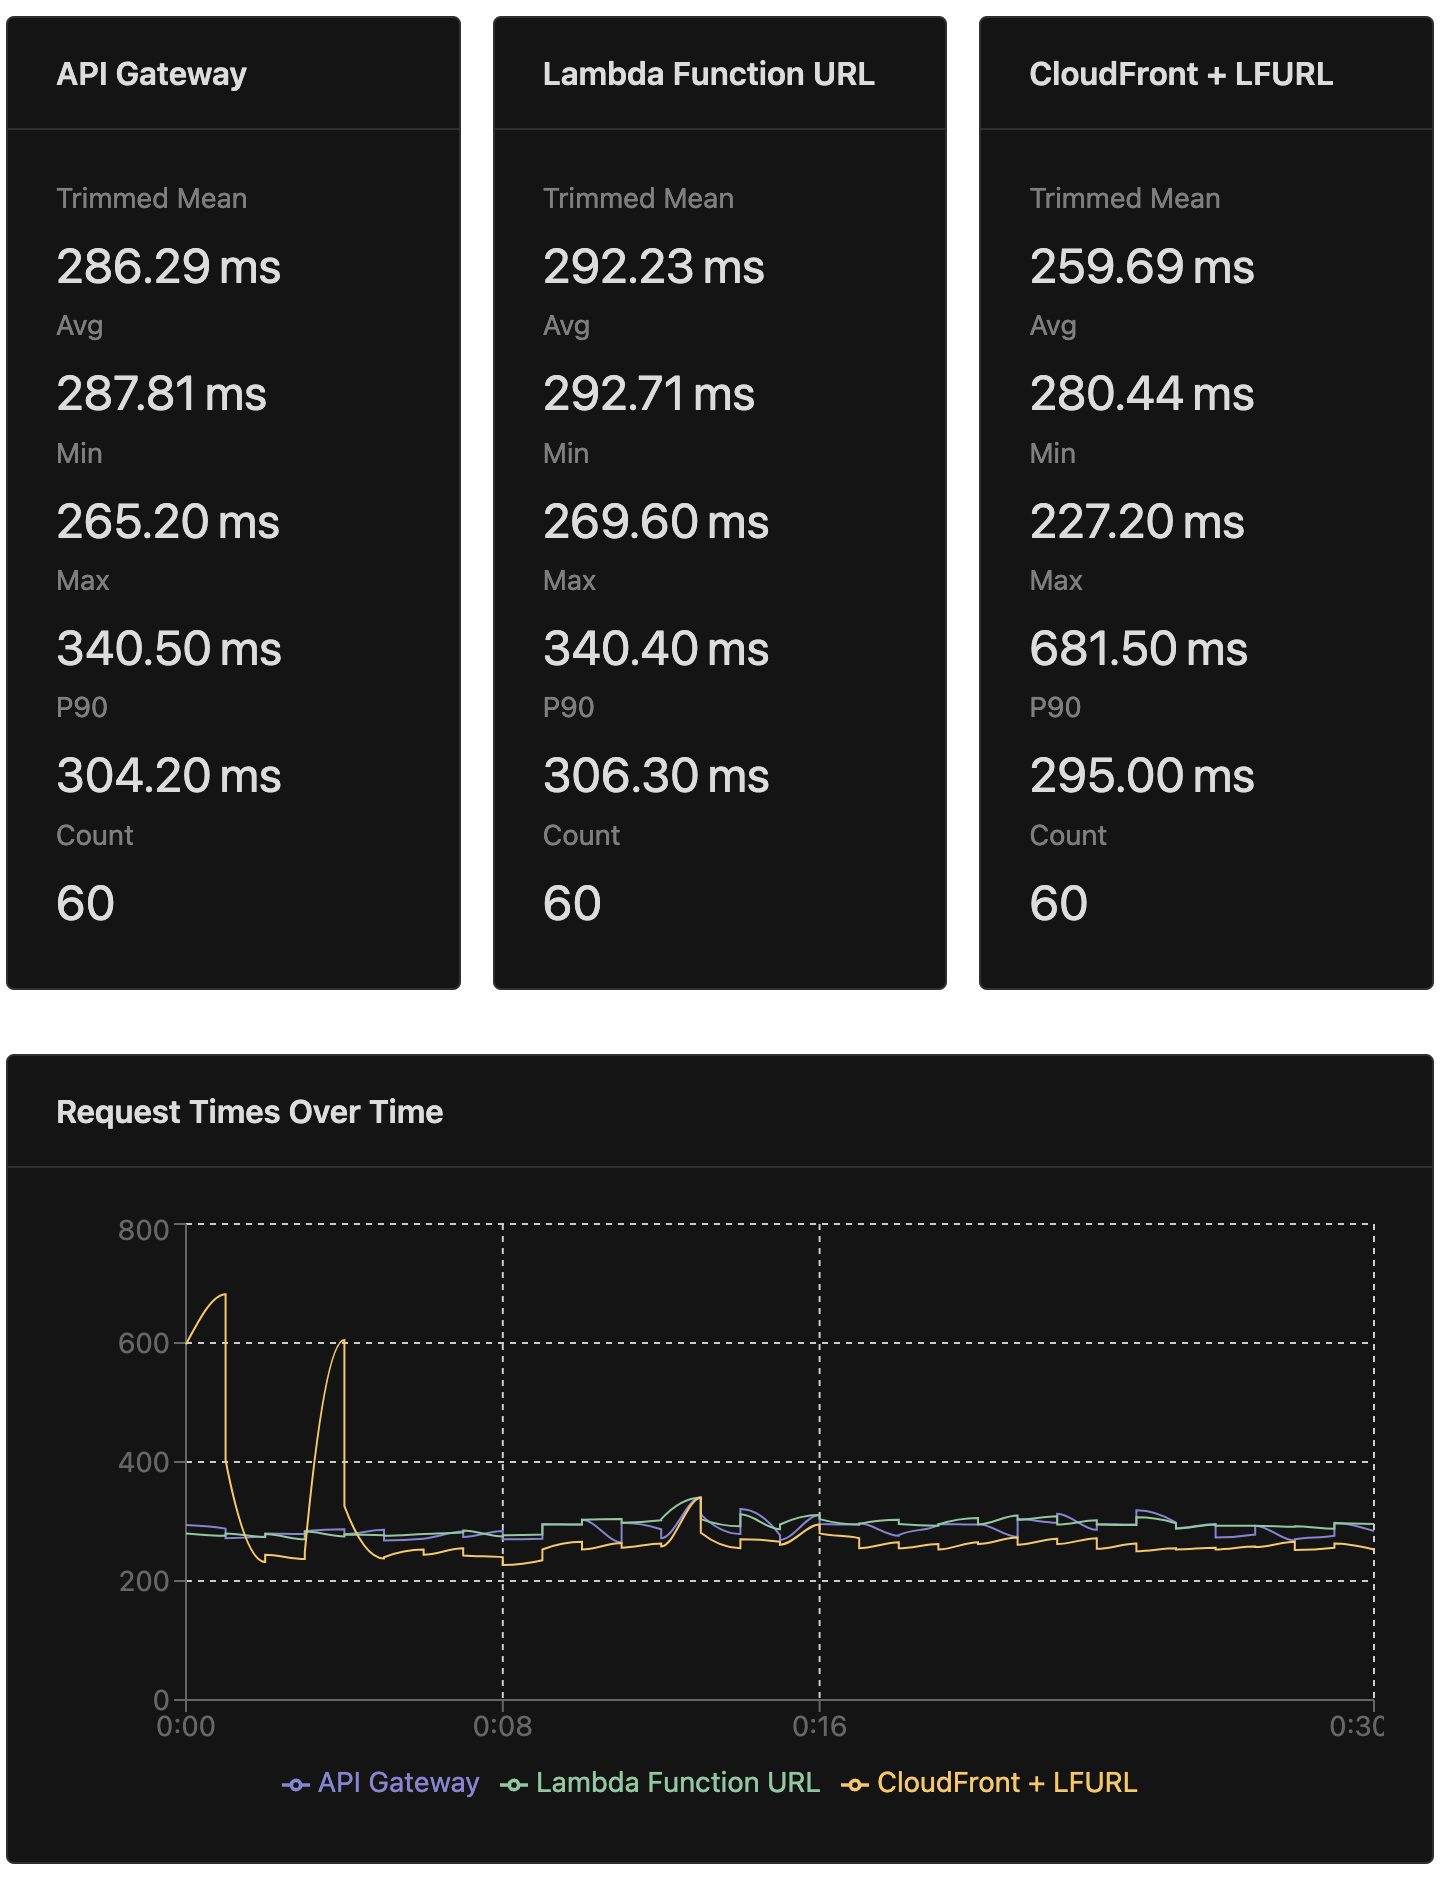 API Gateway
Trimmed Mean
286.29 ms
Avg
287.81 ms
Min
265.20 ms
Max
340.50 ms
P90
304.20 ms
Count
60
Lambda Function URL
Trimmed Mean
292.23 ms
Avg
292.71 ms
Min
269.60 ms
Max
340.40 ms
P90
306.30 ms
Count
60
CloudFront + LFURL
Trimmed Mean
259.69 ms
Avg
280.44 ms
Min
227.20 ms
Max
681.50 ms
P90
295.00 ms
Count
60
Request Times Over Time
800
600
400
200
0
0:00 0:08 0:16 0:30
API Gateway Lambda Function URL CloudFront + LFURL